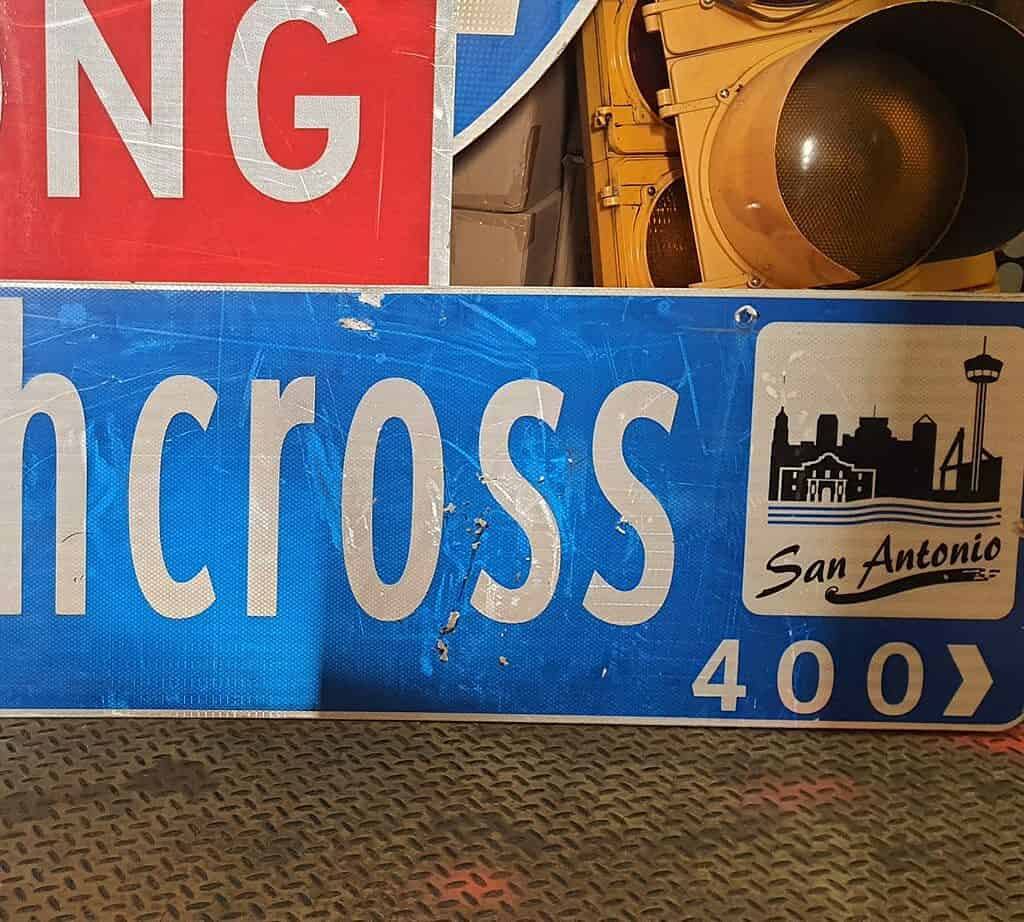 NG
hcross
San Antonio
400